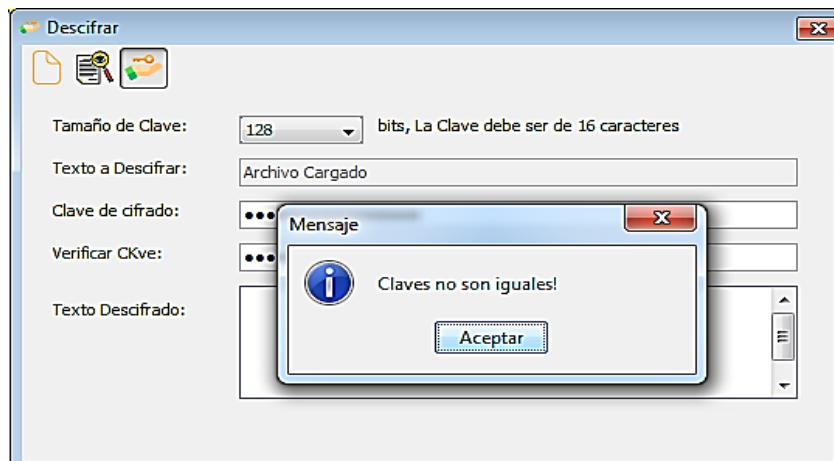 Descifrar
Tamaño de Clave: 128 bits, La Clave debe ser de 16 caracteres
Texto a Descifrar: Archivo Cargado
Clave de cifrado:
Mensaje
Verificar CKve:
Claves no son iguales!
Texto Descifrado:
Aceptar